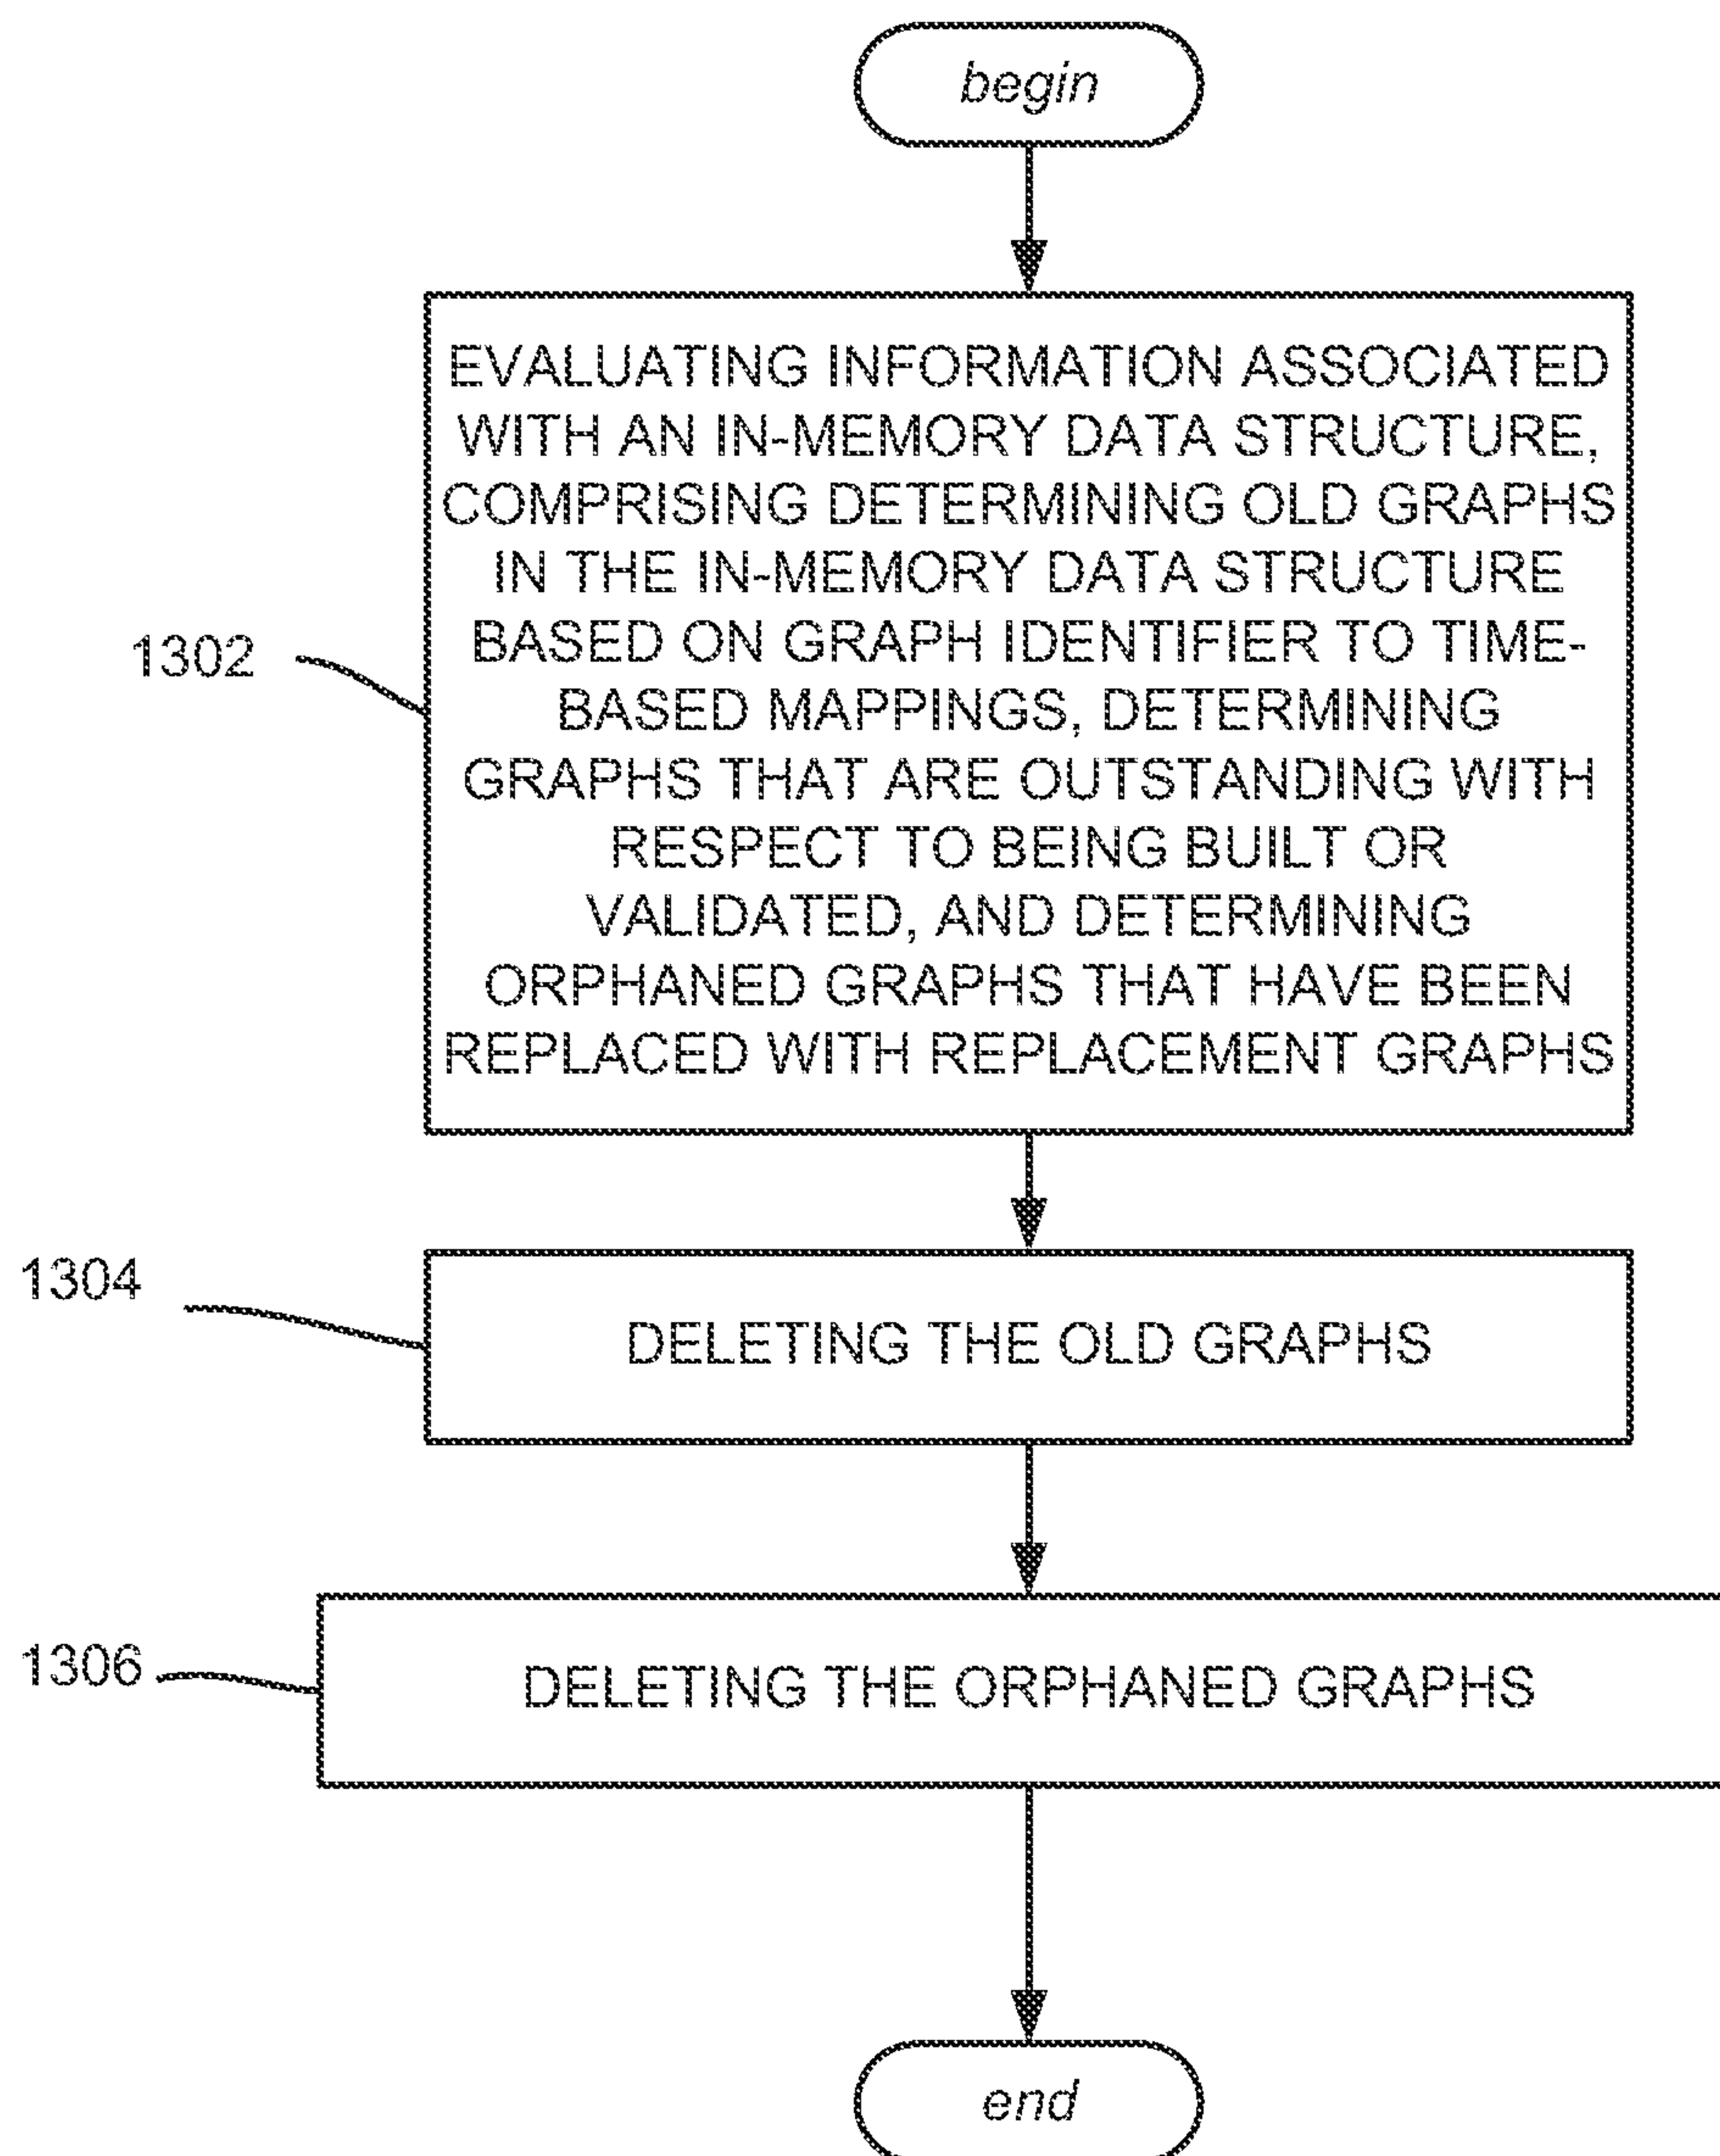 begin
EVALUATING INFORMATION ASSOCIATED
WITH AN IN-MEMORY DATA STRUCTURE,
COMPRISING DETERMINING OLD GRAPHS
IN THE IN-MEMORY DATA STRUCTURE
BASED ON GRAPH IDENTIFIER TO TIME-
BASED MAPPINGS, DETERMINING
GRAPHS THAT ARE OUTSTANDING WITH
RESPECT TO BEING BUILT OR
VALIDATED, AND DETERMINING
ORPHANED GRAPHS THAT HAVE BEEN
REPLACED WITH REPLACEMENT GRAPHS
1302
1304
DELETING THE OLD GRAPHS
1306
DELETING THE ORPHANED GRAPHS
end